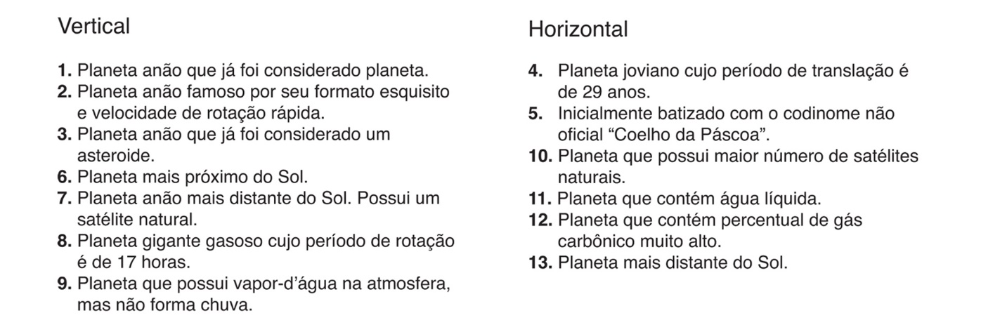 Vertical
1. Planeta anão que já foi considerado planeta.
2. Planeta anão famoso por seu formato esquisito
e velocidade de rotação rápida.
3. Planeta anão que já foi considerado um
asteroide.
6. Planeta mais próximo do Sol.
7. Planeta anão mais distante do Sol. Possui um
satélite natural.
8. Planeta gigante gasoso cujo período de rotação
é de 17 horas.
9. Planeta que possui vapor-d’água na atmosfera,
mas não forma chuva.
Horizontal
4. Planeta joviano cujo período de translação é
de 29 anos.
5. Inicialmente batizado com o codinome não
oficial “Coelho da Páscoa”.
10. Planeta que possui maior número de satélites
naturais.
11. Planeta que contém água líquida.
12. Planeta que contém percentual de gás
carbônico muito alto.
13. Planeta mais distante do Sol.